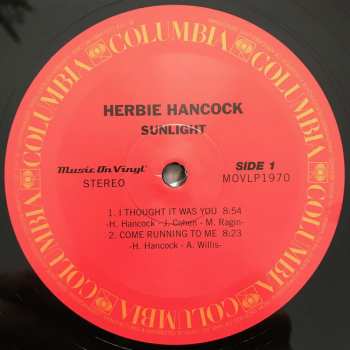 COLUMBIA COLUMBIA COLUMBIA COLUMBIA COLUMBIA COLUMBIA
HERBIE HANCOCK
SUNLIGHT
Music On Vinyl
SIDE 1
STEREO
MOVLP1970
1. I THOUGHT IT WAS YOU 8:54
-H. Hancock - J. Cohen - M. Ragin-
2. COME RUNNING TO ME 8:23
-H. Hancock - A. Willis-